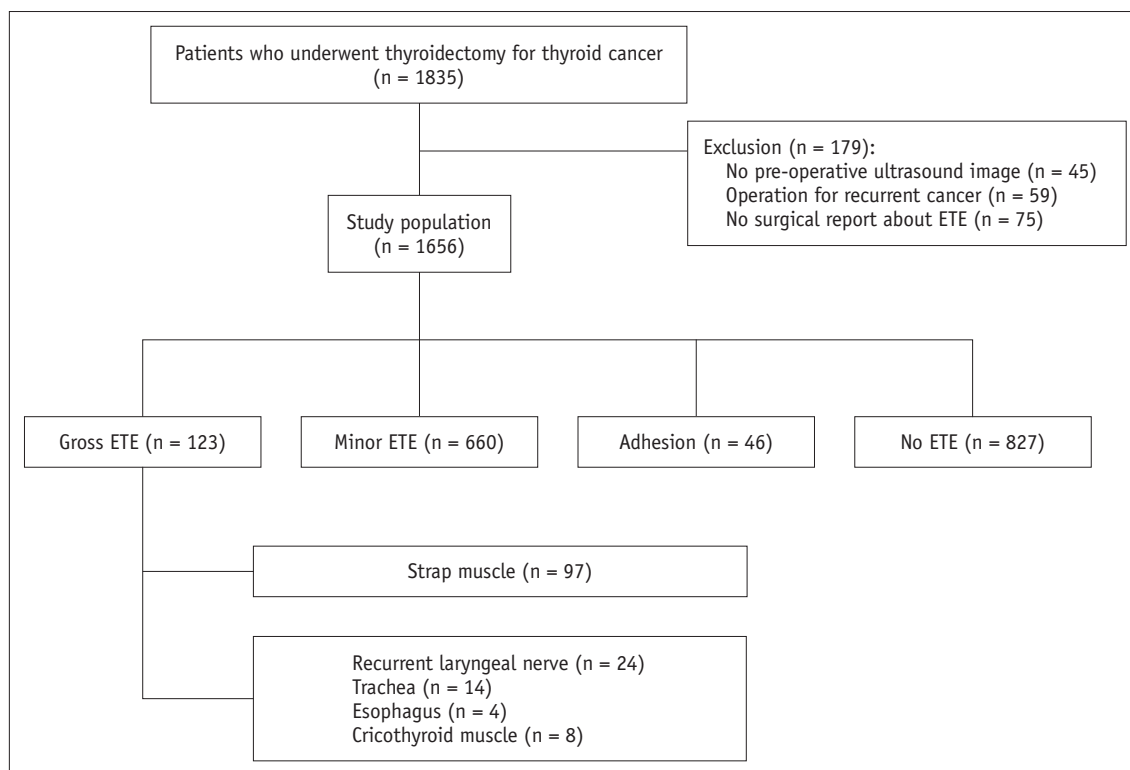 Patients who underwent thyroidectomy for thyroid cancer
(n = 1835)
Exclusion (n = 179):
No pre-operative ultrasound image (n = 45)
Operation for recurrent cancer (n = 59)
No surgical report about ETE (n = 75)
Study population
(n = 1656)
Gross ETE (n = 123)
Minor ETE (n = 660)
Adhesion (n = 46)
No ETE (n = 827)
Strap muscle (n = 97)
Recurrent laryngeal nerve (n = 24)
Trachea (n = 14)
Esophagus (n = 4)
Cricothyroid muscle (n = 8)